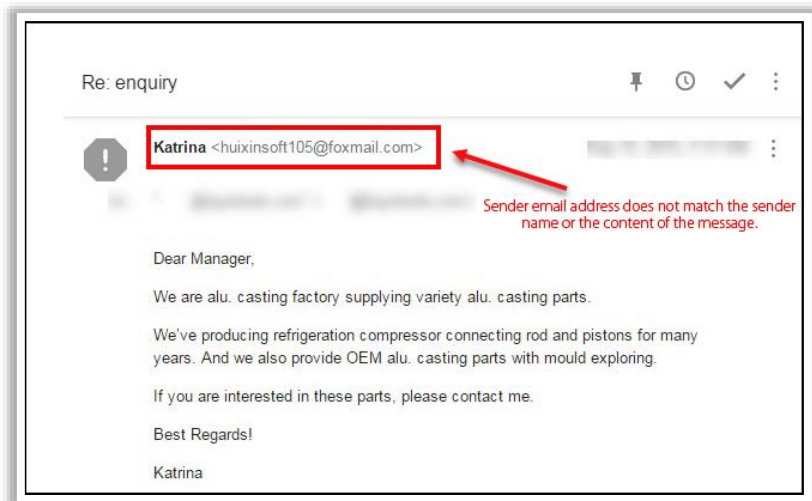 Re: enquiry
Katrina <huixinsoft105@foxmail.com>
Sender email address does not match the sender
name or the content of the message.
Dear Manager,
We are alu. casting factory supplying variety alu. casting parts.
We've producing refrigeration compressor connecting rod and pistons for many
years. And we also provide OEM alu. casting parts with mould exploring.
If you are interested in these parts, please contact me.
Best Regards!
Katrina